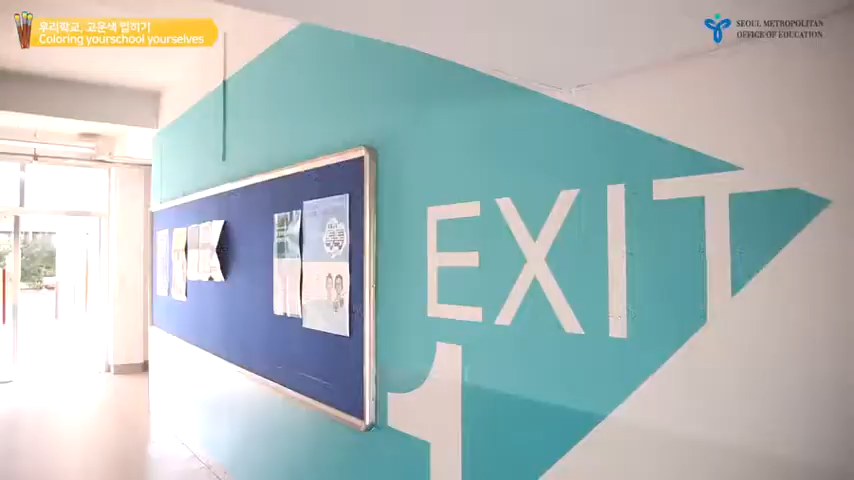 우리학교, 고운색 입히기
Coloring yourschool yourselves
SEOUL METROPOLITAN
OFFICE OF EDUCATION
EXIT
1